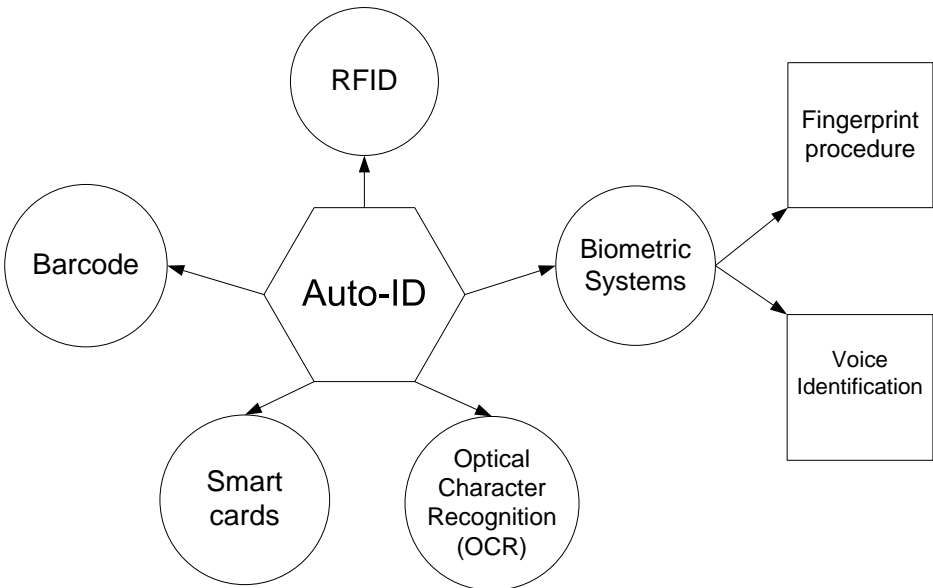 RFID
Fingerprint
procedure
Barcode
Auto-ID
Biometric
Systems
Voice
Identification
Smart
cards
Optical
Character
Recognition
(OCR)